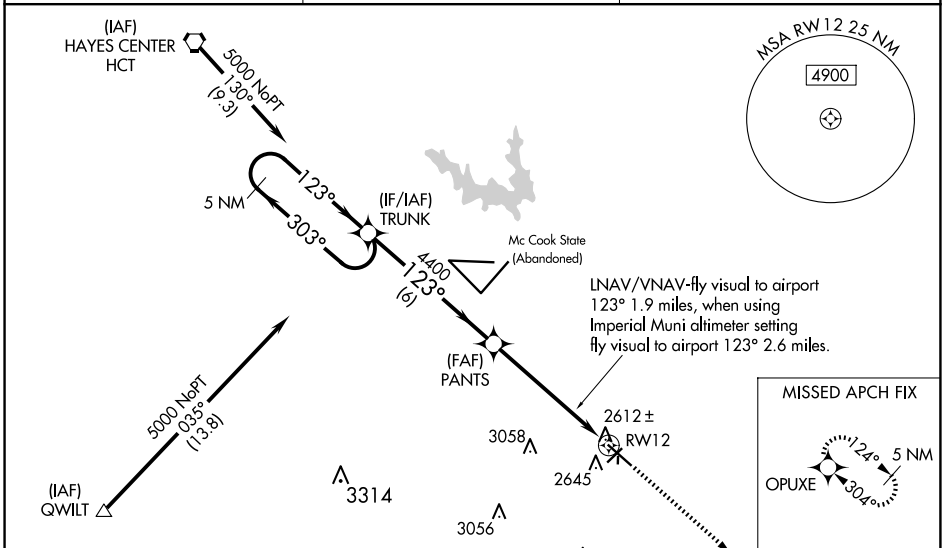 (IAF)
HAYES CENTER
HCT
5000 NoPT
130°
(9.3)
MSA RW12 25 NM
4900
5 NM
123°
303°
(IF/IAF)
TRUNK
4400
123°
(6)
Mc Cook State
(Abandoned)
LNAV/VNAV-fly visual to airport
123° 1.9 miles, when using
Imperial Muni altimeter setting
fly visual to airport 123° 2.6 miles.
(FAF)
PANTS
5000 NoPT
035°
(13.8)
(IAF)
QWILT
3314
3058
3056
2612 ±
RW12
2645
MISSED APCH FIX
OPUXE
124°
304°
5 NM